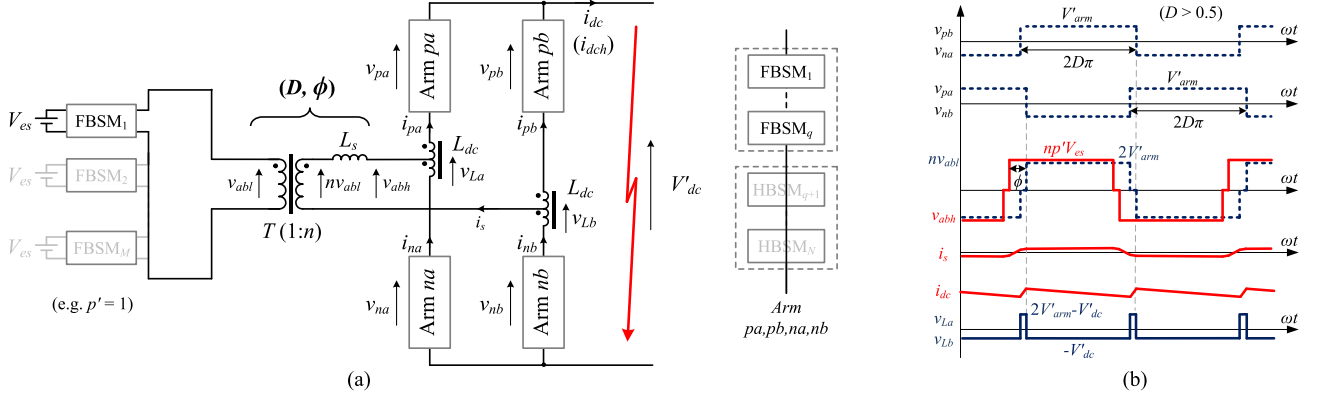 V_es
FBSM_1
V_es
FBSM_2
V_es
FBSM_M
(e.g. p' = 1)
(D, ϕ)
L_s
v_abl
nv_abl
v_abh
T (1:n)
i_s
v_pa
Arm pa
i_pa
L_dc
v_La
i_na
v_na
Arm na
v_pb
Arm pb
i_pb
L_dc
v_Lb
i_nb
v_nb
Arm nb
i_dc
(i_dch)
V'_dc
(a)
FBSM_1
FBSM_q
HBSM_q+1
HBSM_N
Arm
pa,pb,na,nb
v_pb
v_na
V'_arm
(D > 0.5)
ωt
2Dπ
v_pa
v_nb
V'_arm
ωt
2Dπ
nv_abl
v_abh
np'V_es
2V'_arm
ϕ
ωt
i_s
ωt
i_dc
v_La
v_Lb
2V'_arm-V'_dc
-V'_dc
ωt
(b)